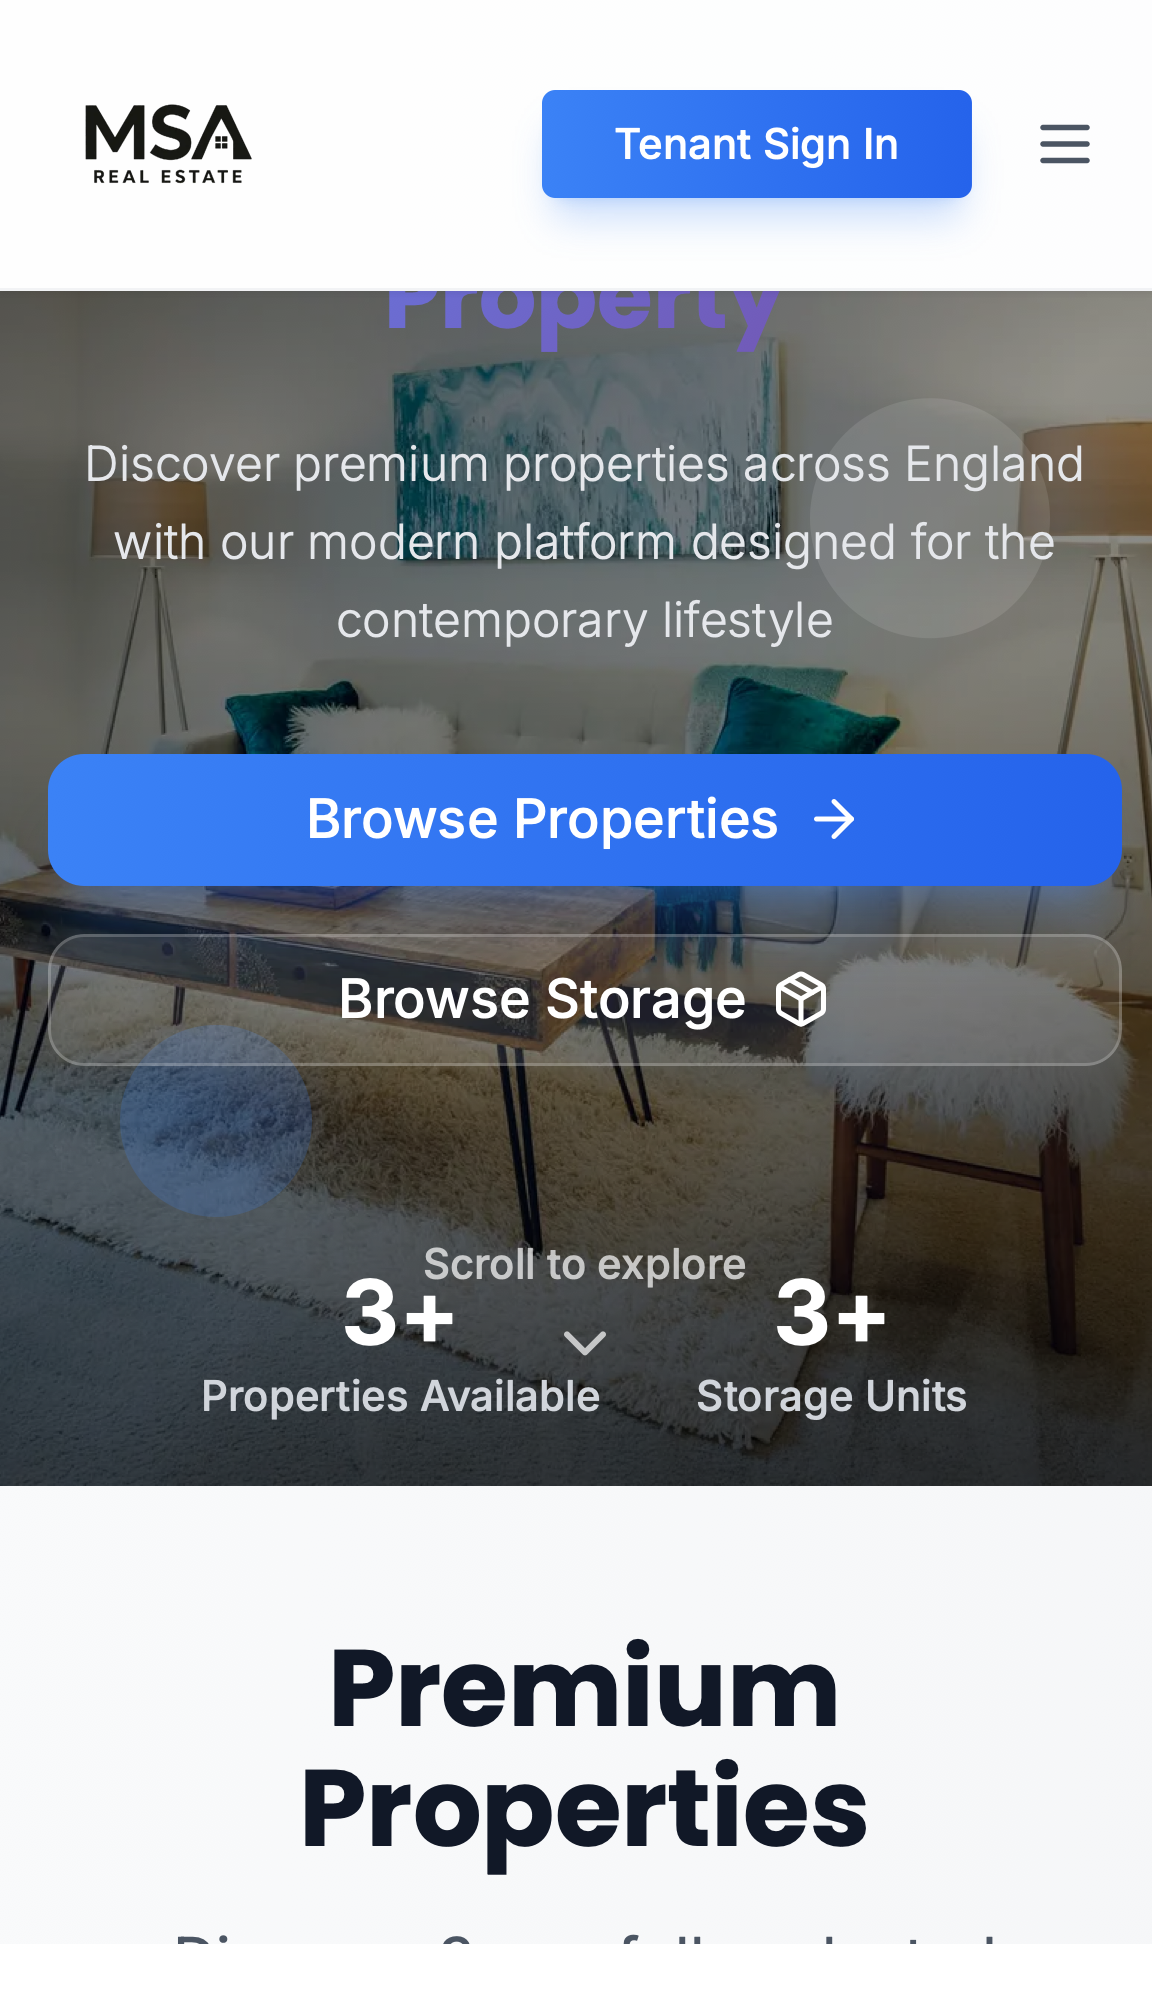 MSA
REAL ESTATE
Tenant Sign In
Property
Discover premium properties across England
with our modern platform designed for the
contemporary lifestyle
Browse Properties
Browse Storage
Scroll to explore
3+
3+
Properties Available
Storage Units
Premium
Properties